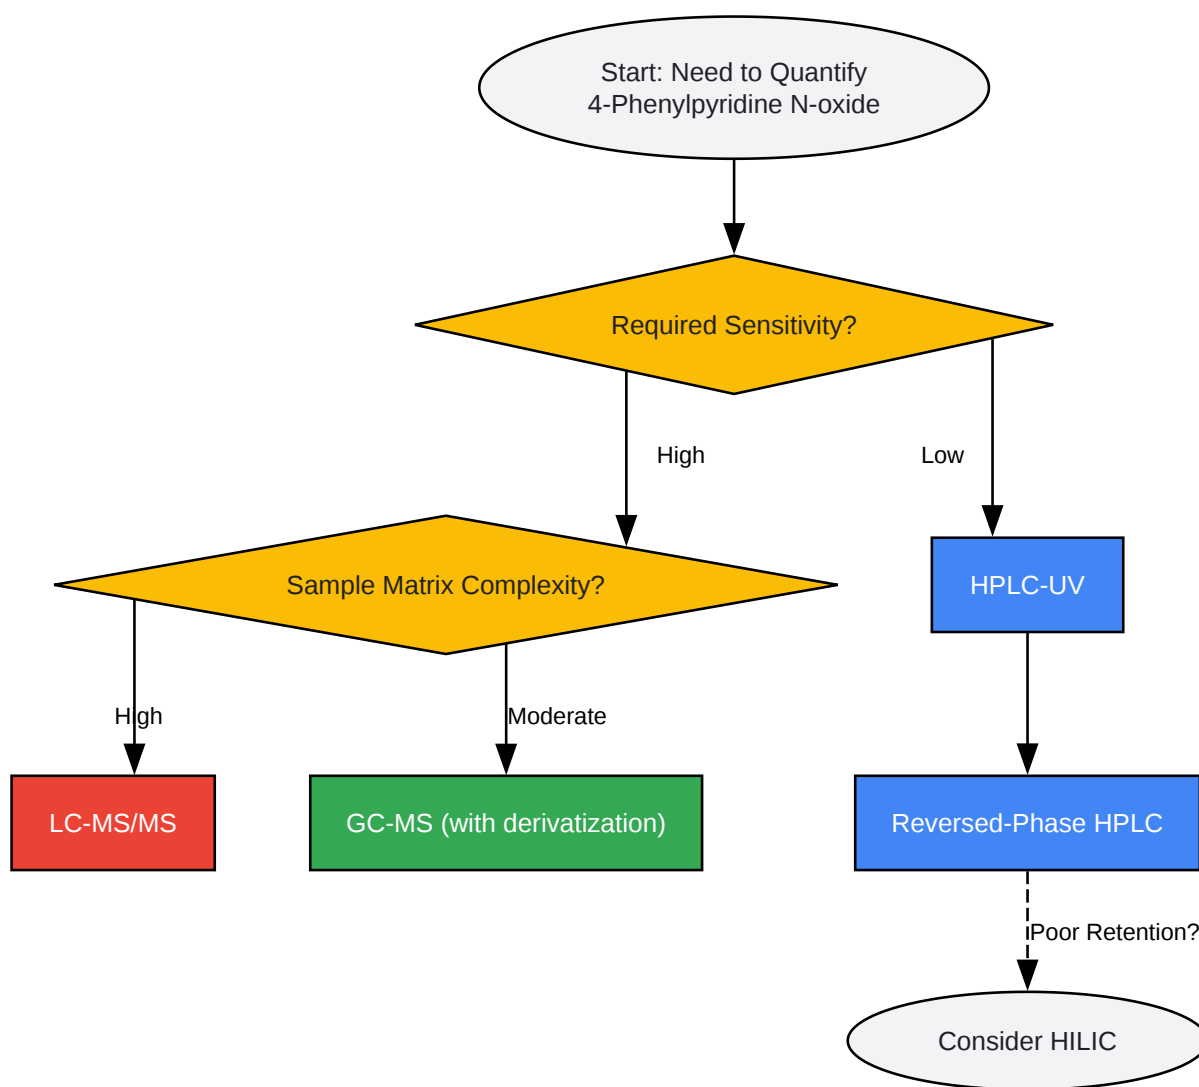 Start: Need to Quantify
4-Phenylpyridine N-oxide
Required Sensitivity?
High
Low
Sample Matrix Complexity?
HPLC-UV
High
Moderate
LC-MS/MS
GC-MS (with derivatization)
Reversed-Phase HPLC
Poor Retention?
Consider HILIC